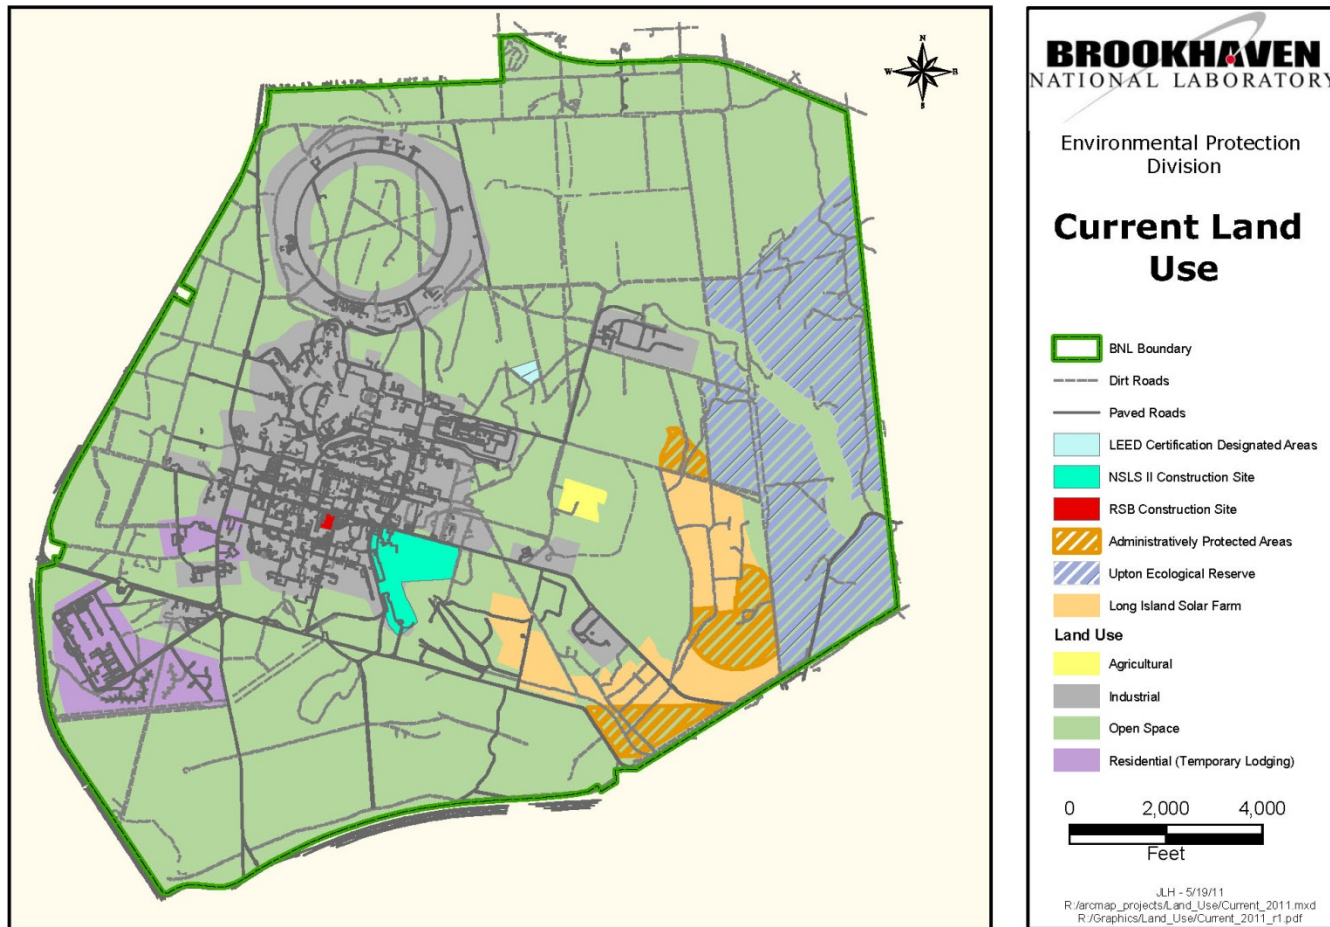 N
W
E
S
BROOKHAVEN
NATIONAL LABORATORY
Environmental Protection
Division
Current Land
Use
BNL Boundary
Dirt Roads
Paved Roads
LEED Certification Designated Areas
NSLS II Construction Site
RSB Construction Site
Administratively Protected Areas
Upton Ecological Reserve
Long Island Solar Farm
Land Use
Agricultural
Industrial
Open Space
Residential (Temporary Lodging)
0 2,000 4,000
Feet
JLH - 5/19/11
R:/arcmap_projects/Land_Use/Current_2011.mxd
R:/Graphics/Land_Use/Current_2011_r1.pdf